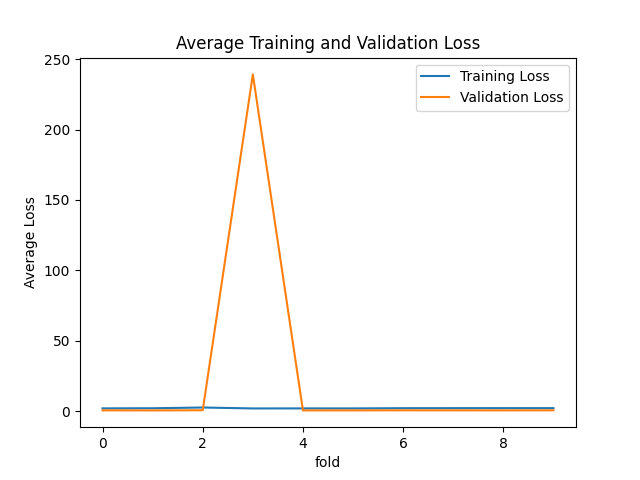 Average Training and Validation Loss
Training Loss
Validation Loss
250
200
150
100
50
0
Average Loss
0 2 4 6 8
fold